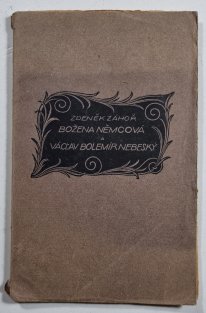 ZDENĚK ZÁHOŘ
BOŽENA NĚMCOVÁ
A
VÁCLAV BOLEMÍR NEBESKÝ